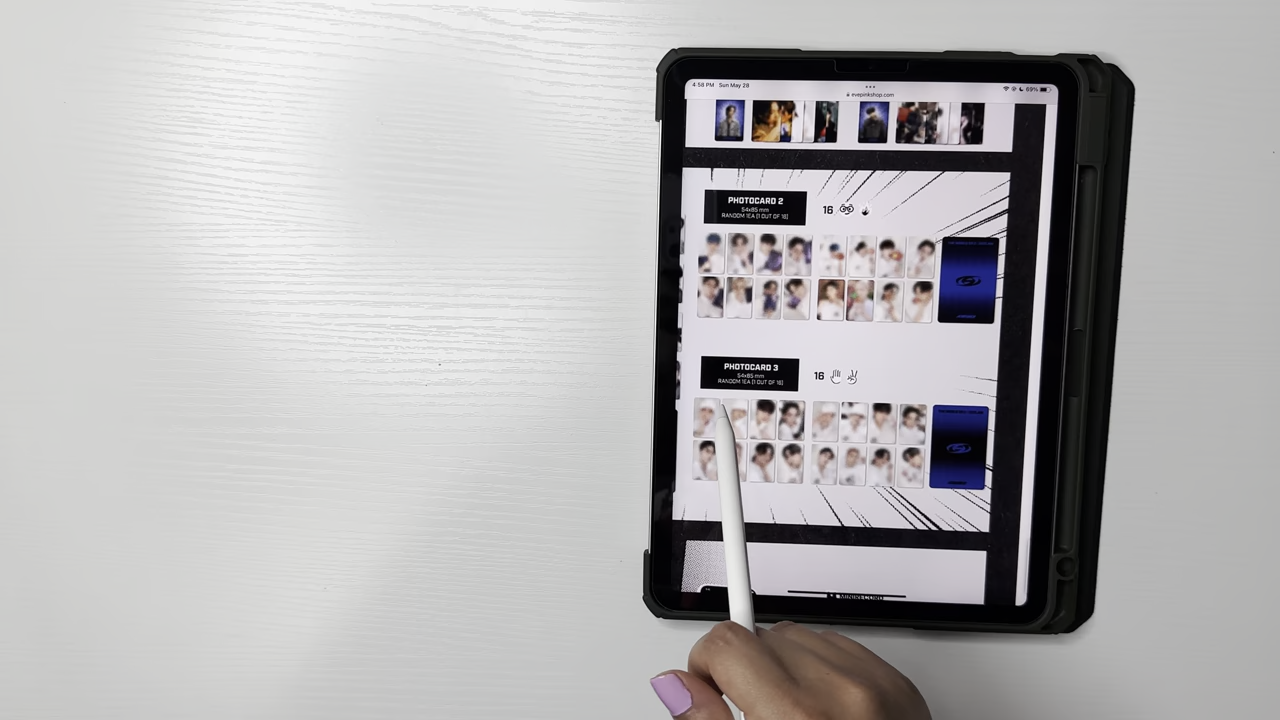 4:58 PM Sun May 28
69%
evepinkshop.com
PHOTOCARD 2
54x85 mm
RANDOM 1EA (1 OUT OF 16)
16
PHOTOCARD 3
54x85 mm
RANDOM 1EA (1 OUT OF 16)
16